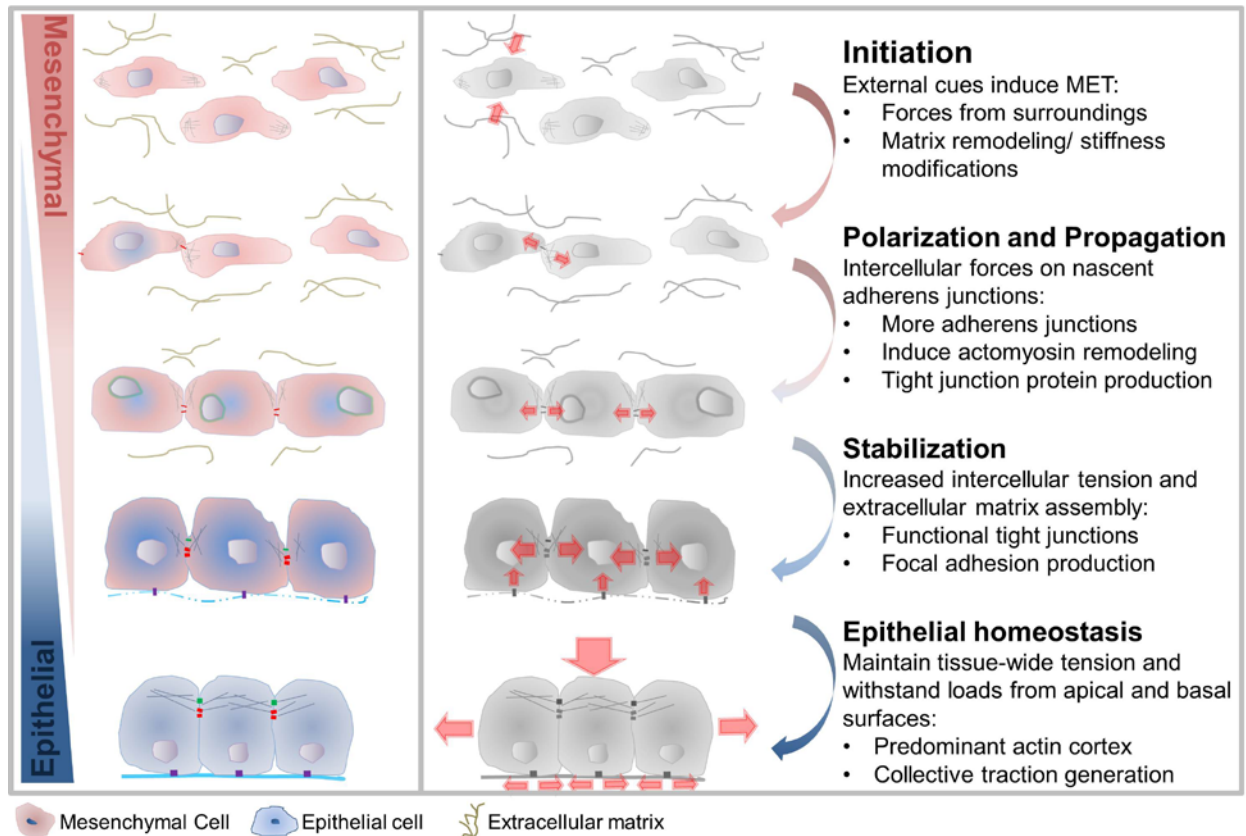 Mesenchymal
Epithelial
Initiation
External cues induce MET:
• Forces from surroundings
• Matrix remodeling/ stiffness
modifications
Polarization and Propagation
Intercellular forces on nascent
adherens junctions:
• More adherens junctions
• Induce actomyosin remodeling
• Tight junction protein production
Stabilization
Increased intercellular tension and
extracellular matrix assembly:
• Functional tight junctions
• Focal adhesion production
Epithelial homeostasis
Maintain tissue-wide tension and
withstand loads from apical and basal
surfaces:
• Predominant actin cortex
• Collective traction generation
Mesenchymal Cell
Epithelial cell
Extracellular matrix